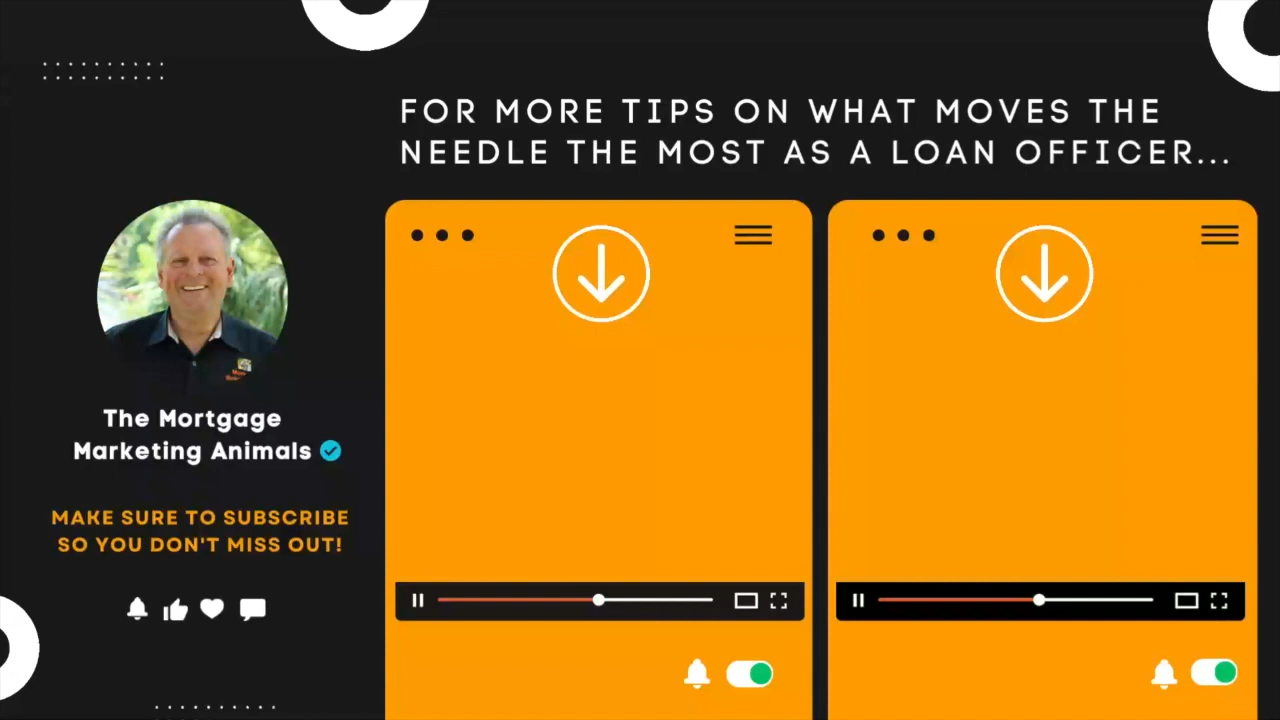 FOR MORE TIPS ON WHAT MOVES THE
NEEDLE THE MOST AS A LOAN OFFICER...
The Mortgage
Marketing Animals
MAKE SURE TO SUBSCRIBE
SO YOU DON'T MISS OUT!